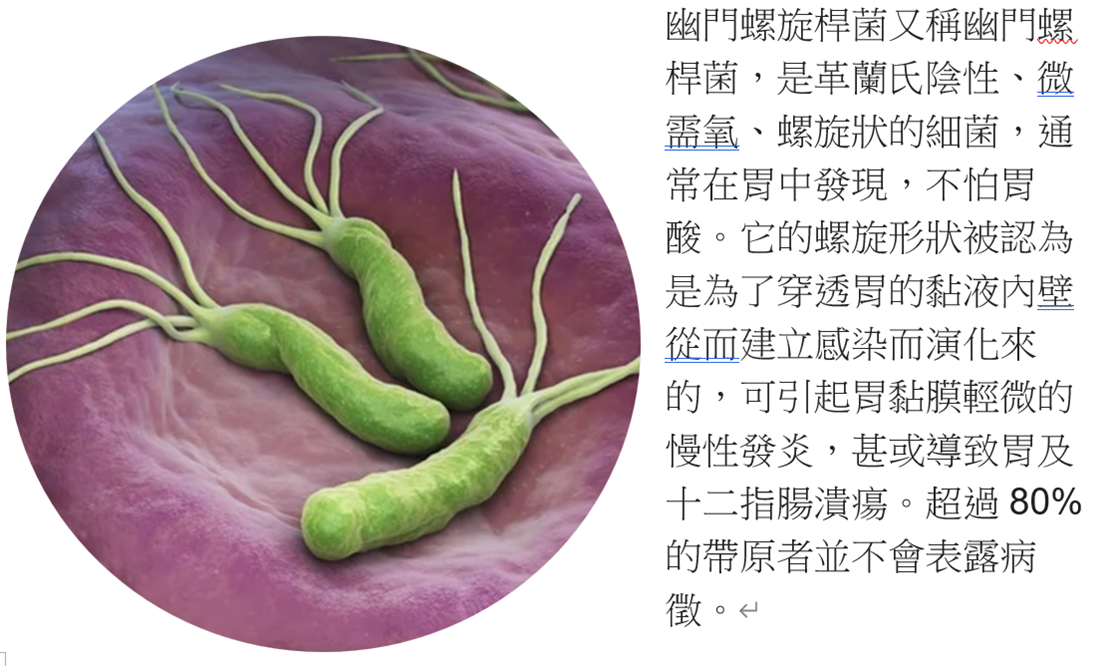 幽門螺旋桿菌又稱幽門螺
桿菌，是革蘭氏陰性、微
需氧、螺旋狀的細菌，通
常在胃中發現，不怕胃
酸。它的螺旋形狀被認為
是為了穿透胃的黏液內壁
從而建立感染而演化來
的，可引起胃黏膜輕微的
慢性發炎，甚或導致胃及
十二指腸潰瘍。超過 80%
的帶原者並不會表露病
徵。